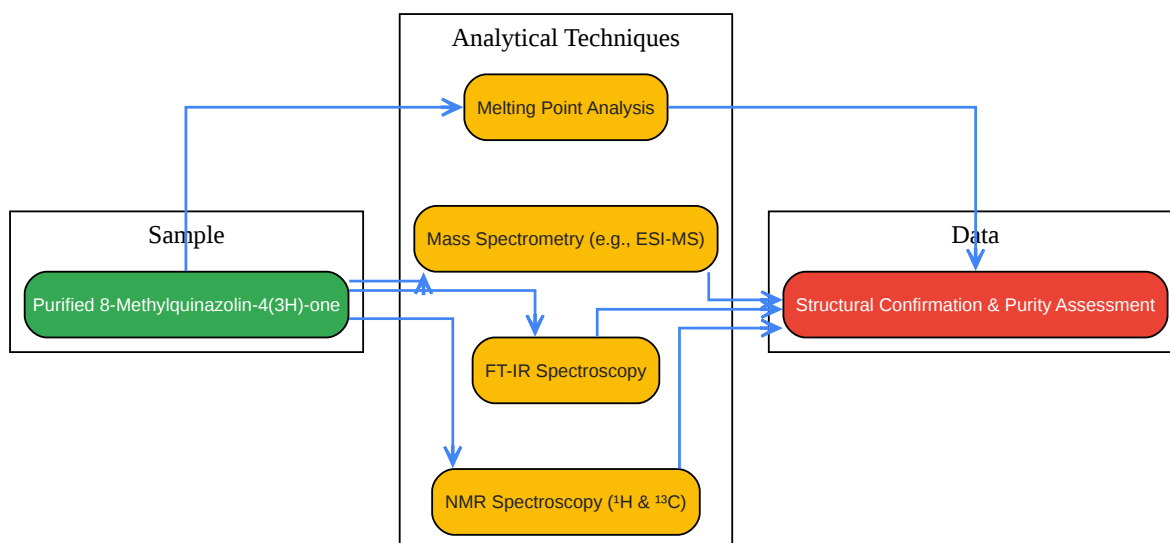 Analytical Techniques
Melting Point Analysis
Sample
Mass Spectrometry (e.g., ESI-MS)
Data
Purified 8-Methylquinazolin-4(3H)-one
Structural Confirmation & Purity Assessment
FT-IR Spectroscopy
NMR Spectroscopy (¹H & ¹³C)